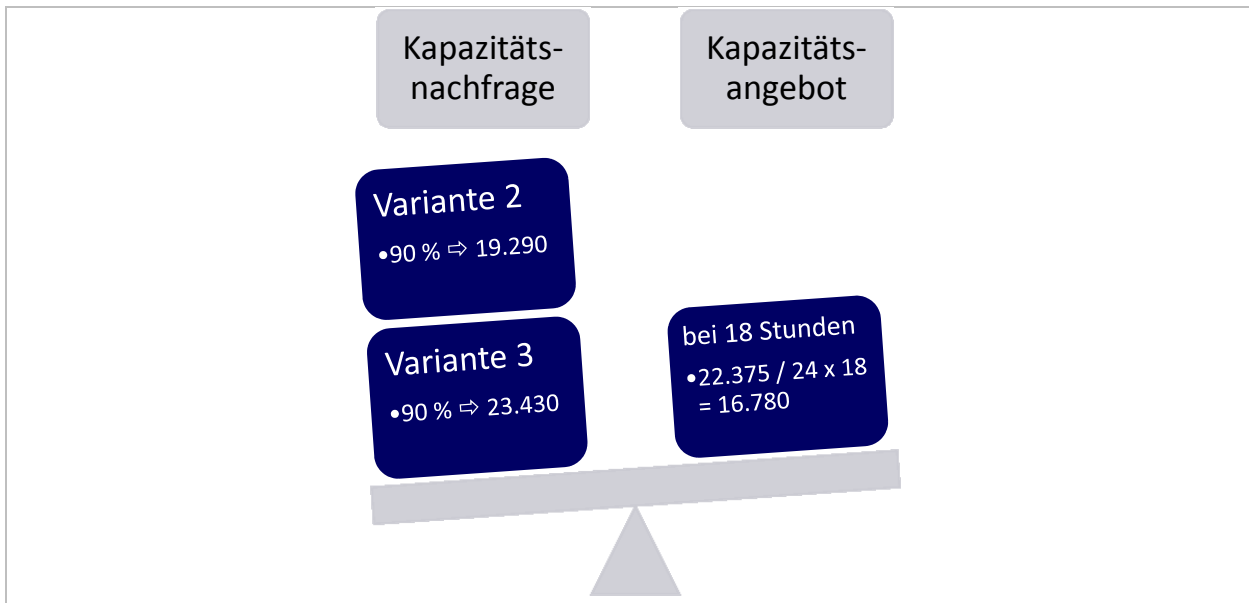 Kapazitäts-
nachfrage
Kapazitäts-
angebot
Variante 2
•90 % ⇨ 19.290
Variante 3
•90 % ⇨ 23.430
bei 18 Stunden
•22.375 / 24 x 18
= 16.780